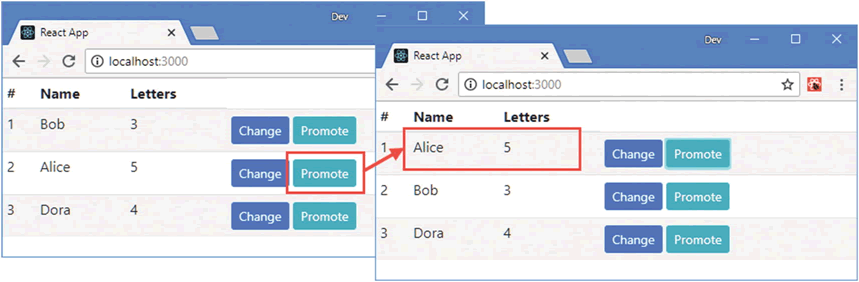 Dev
React App
localhost:3000
# Name Letters
1 Bob 3 Change Promote
2 Alice 5 Change Promote
3 Dora 4 Change Promote
Dev
React App
localhost:3000
# Name Letters
1 Alice 5 Change Promote
2 Bob 3 Change Promote
3 Dora 4 Change Promote